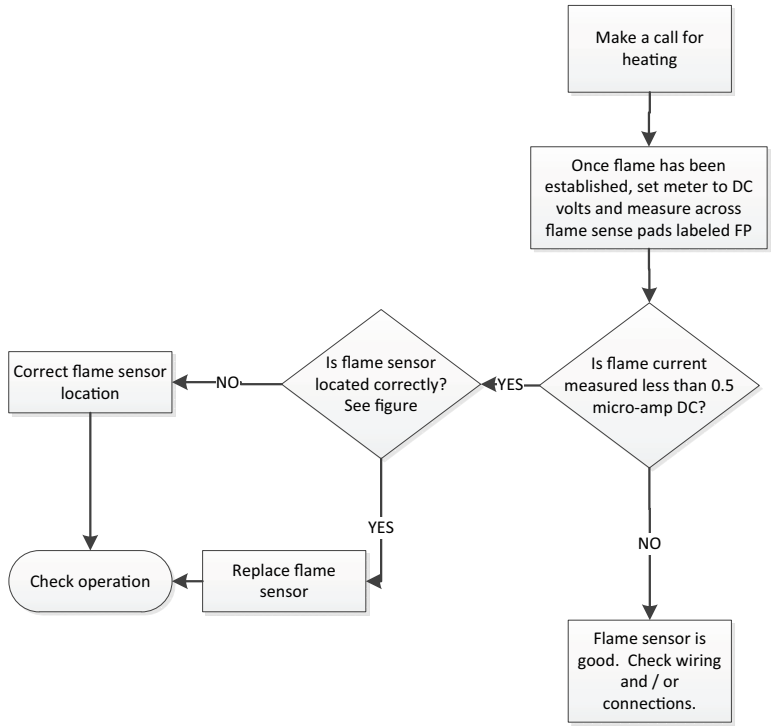 Make a call for
heating
Once flame has been
established, set meter to DC
volts and measure across
flame sense pads labeled FP
Is flame current
measured less than 0.5
micro-amp DC?
YES
Is flame sensor
located correctly?
See figure
NO
Correct flame sensor
location
YES
Replace flame
sensor
Check operation
NO
Flame sensor is
good. Check wiring
and / or
connections.